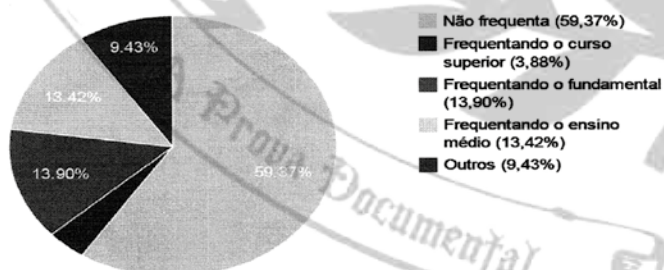 9.43%
13.42%
13.90%
59.37%
Não frequenta (59,37%)
Frequentando o curso
superior (3,88%)
Frequentando o fundamental
(13,90%)
Frequentando o ensino
médio (13,42%)
Outros (9,43%)
A Prova Documental